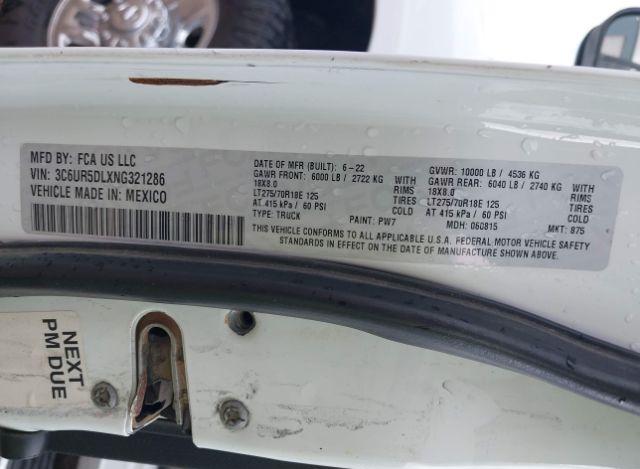 MFD BY: FCA US LLC
VIN: 3C6UR5DLXNG321286
VEHICLE MADE IN: MEXICO
DATE OF MFR (BUILT): 6-22
GAWR FRONT: 6000 LB / 2722 KG WITH
18X8.0 RIMS
LT275/70R18E 125 TIRES
AT 415 kPa / 60 PSI COLD
TYPE: TRUCK PAINT: PW7
GVWR: 10000 LB / 4536 KG
GAWR REAR: 6040 LB / 2740 KG WITH
18X8.0 RIMS
LT275/70R18E 125 TIRES
AT 415 kPa / 60 PSI COLD
MDH: 060815 MKT: 875
THIS VEHICLE CONFORMS TO ALL APPLICABLE U.S.A. FEDERAL MOTOR VEHICLE SAFETY
STANDARDS IN EFFECT ON THE DATE OF MANUFACTURE SHOWN ABOVE.
NEXT
PM DUE